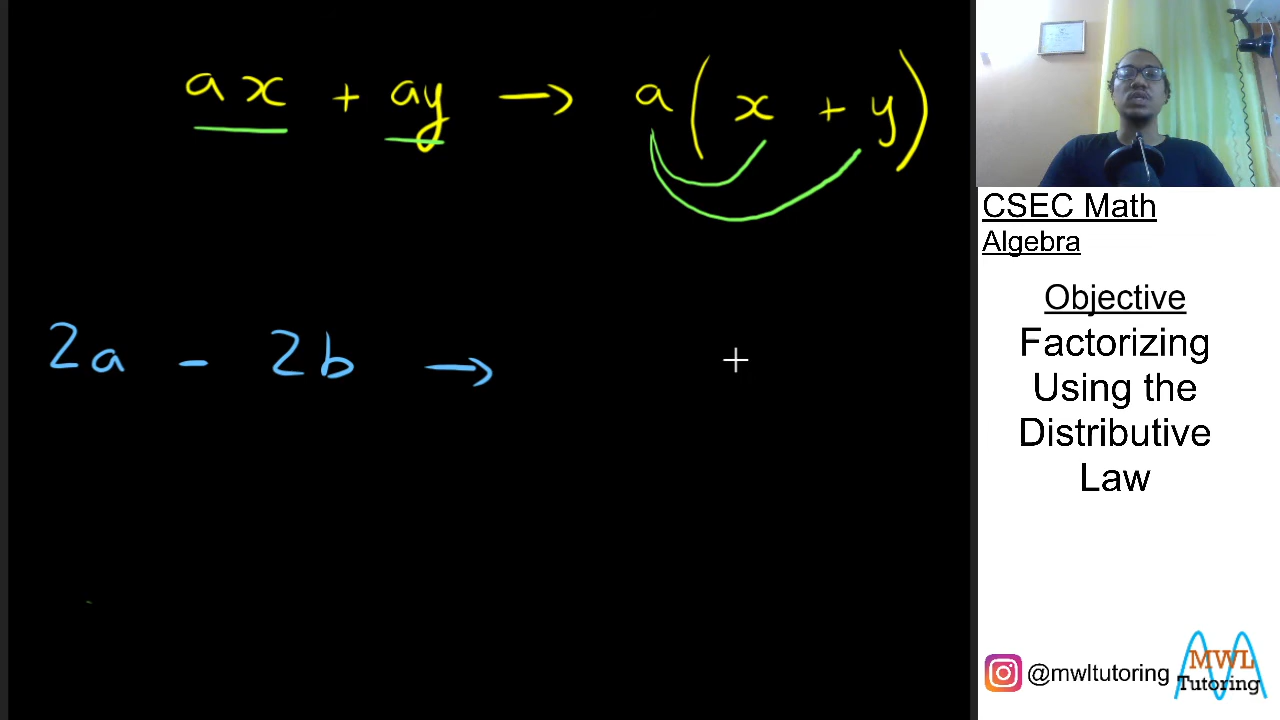 ax + ay → a(x + y)
2a - 2b →
CSEC Math
Algebra
Objective
Factorizing
Using the
Distributive
Law
@mwltutoring
MWL
Tutoring